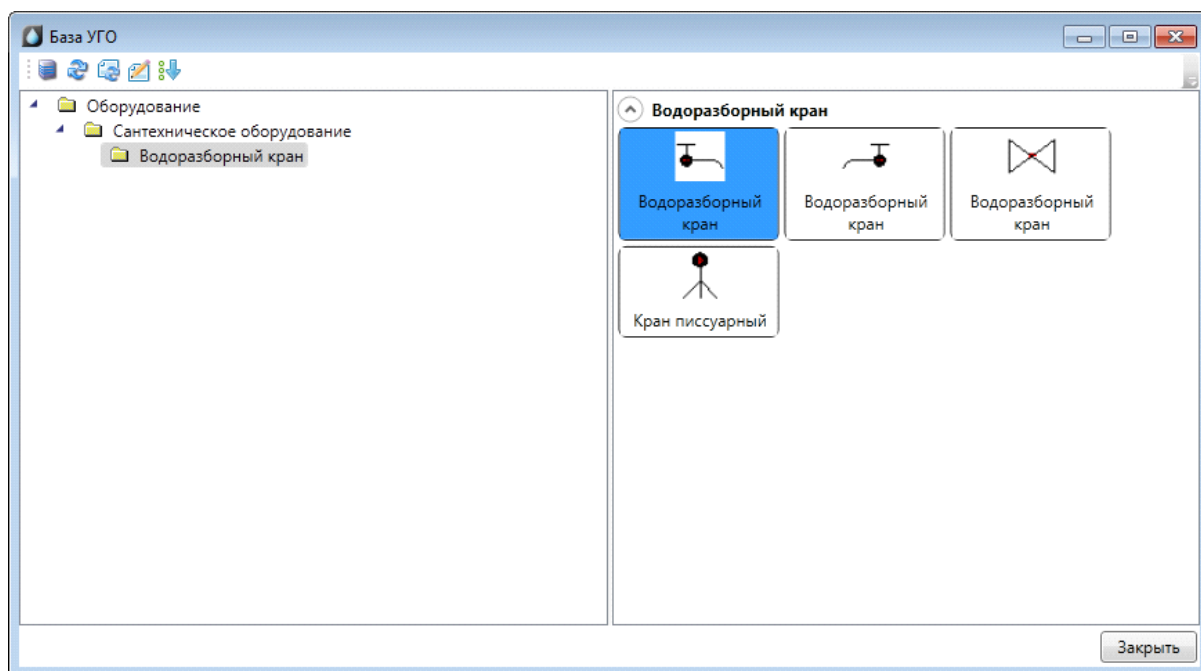 База УГО
Оборудование
Сантехническое оборудование
Водоразборный кран
Водоразборный кран
Водоразборный
кран
Водоразборный
кран
Водоразборный
кран
Кран писсуарный
Закрыть